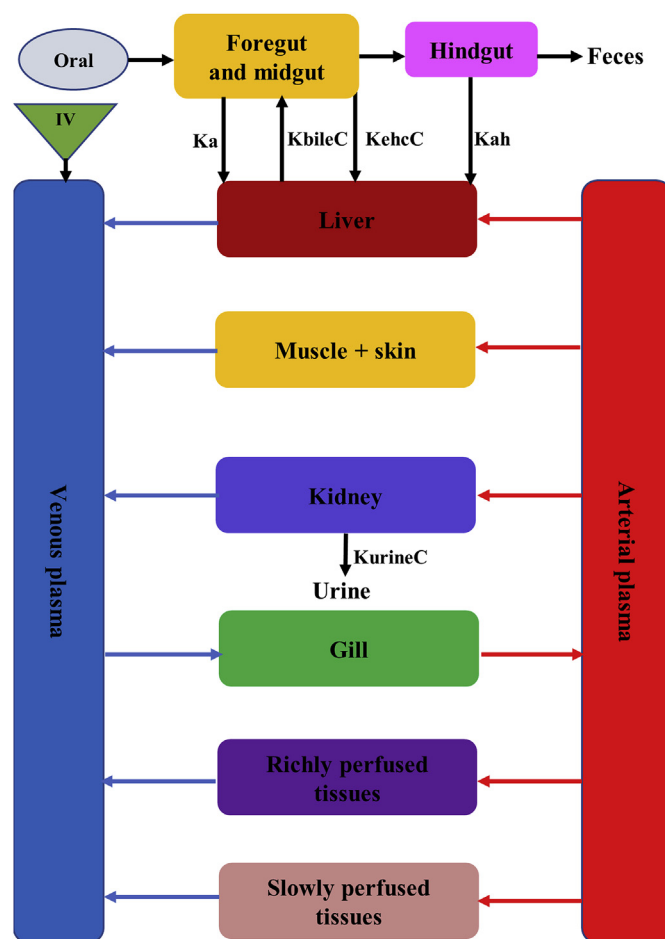 Oral
Foregut
and midgut
Hindgut
Feces
IV
Ka
KbileC
KehcC
Kah
Liver
Muscle + skin
Kidney
KurineC
Urine
Gill
Richly perfused
tissues
Slowly perfused
tissues
Venous plasma
Arterial plasma